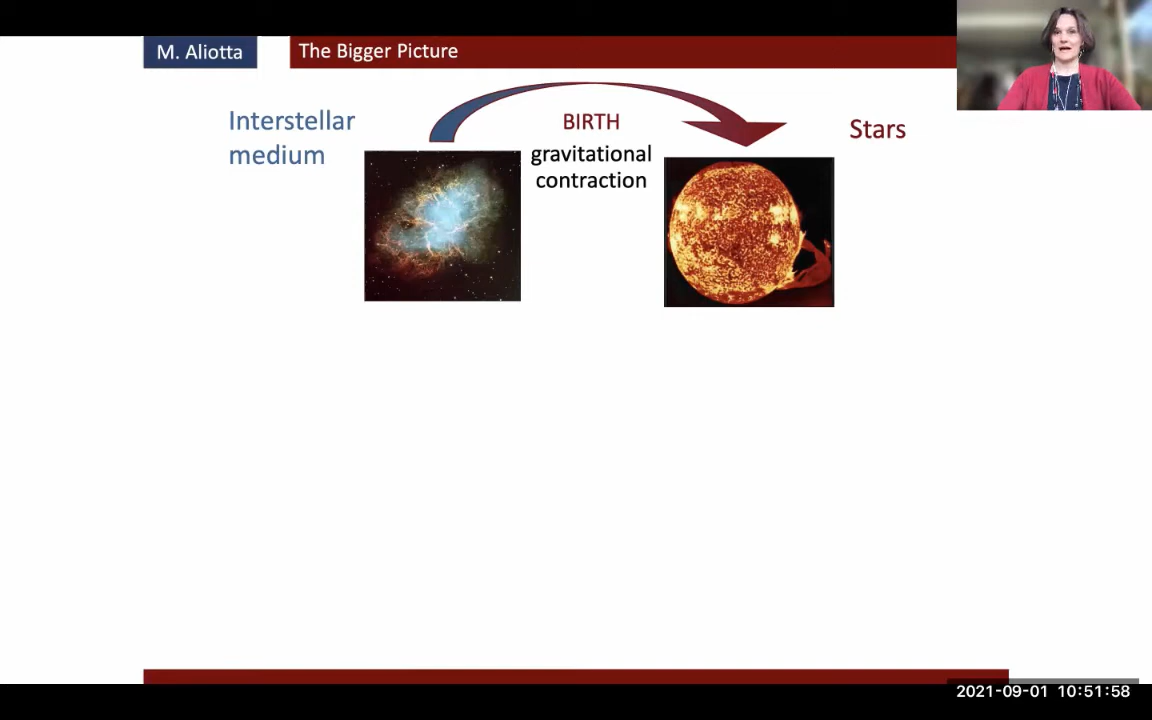 M. Aliotta
The Bigger Picture
Interstellar
medium
BIRTH
gravitational
contraction
Stars
2021-09-01 10:51:58